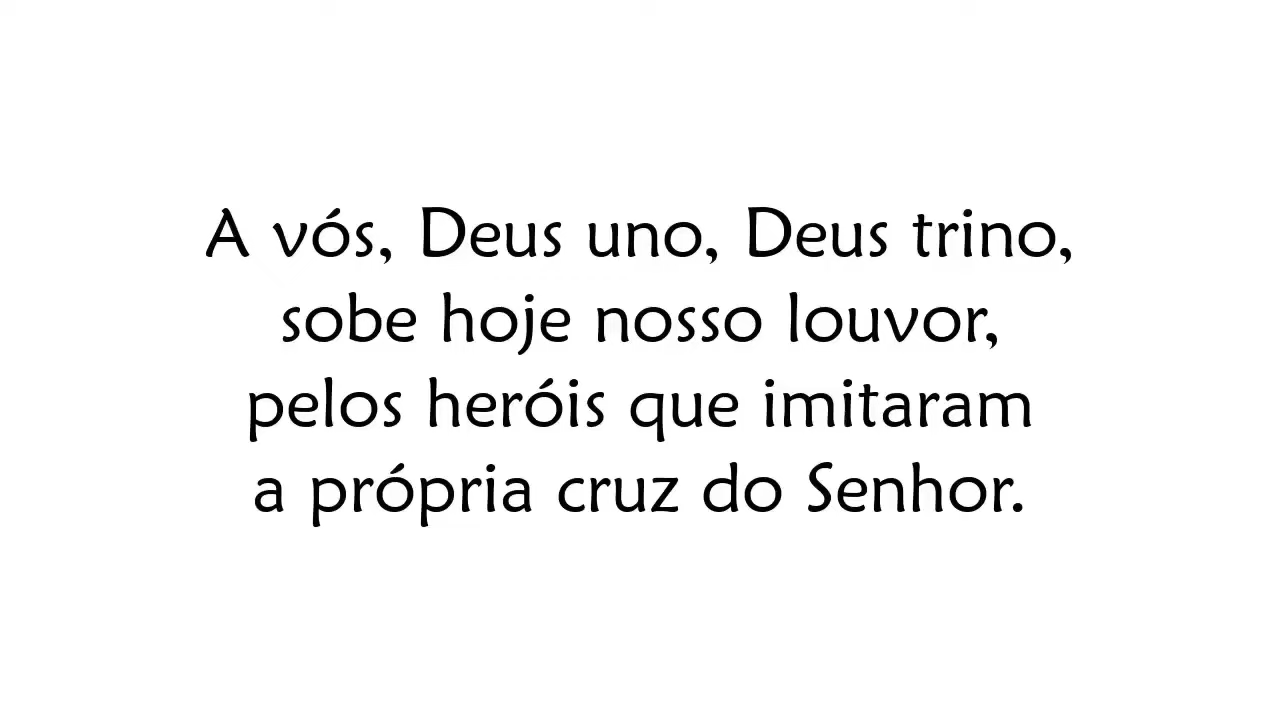 A vós, Deus uno, Deus trino,
sobe hoje nosso louvor,
pelos heróis que imitaram
a própria cruz do Senhor.